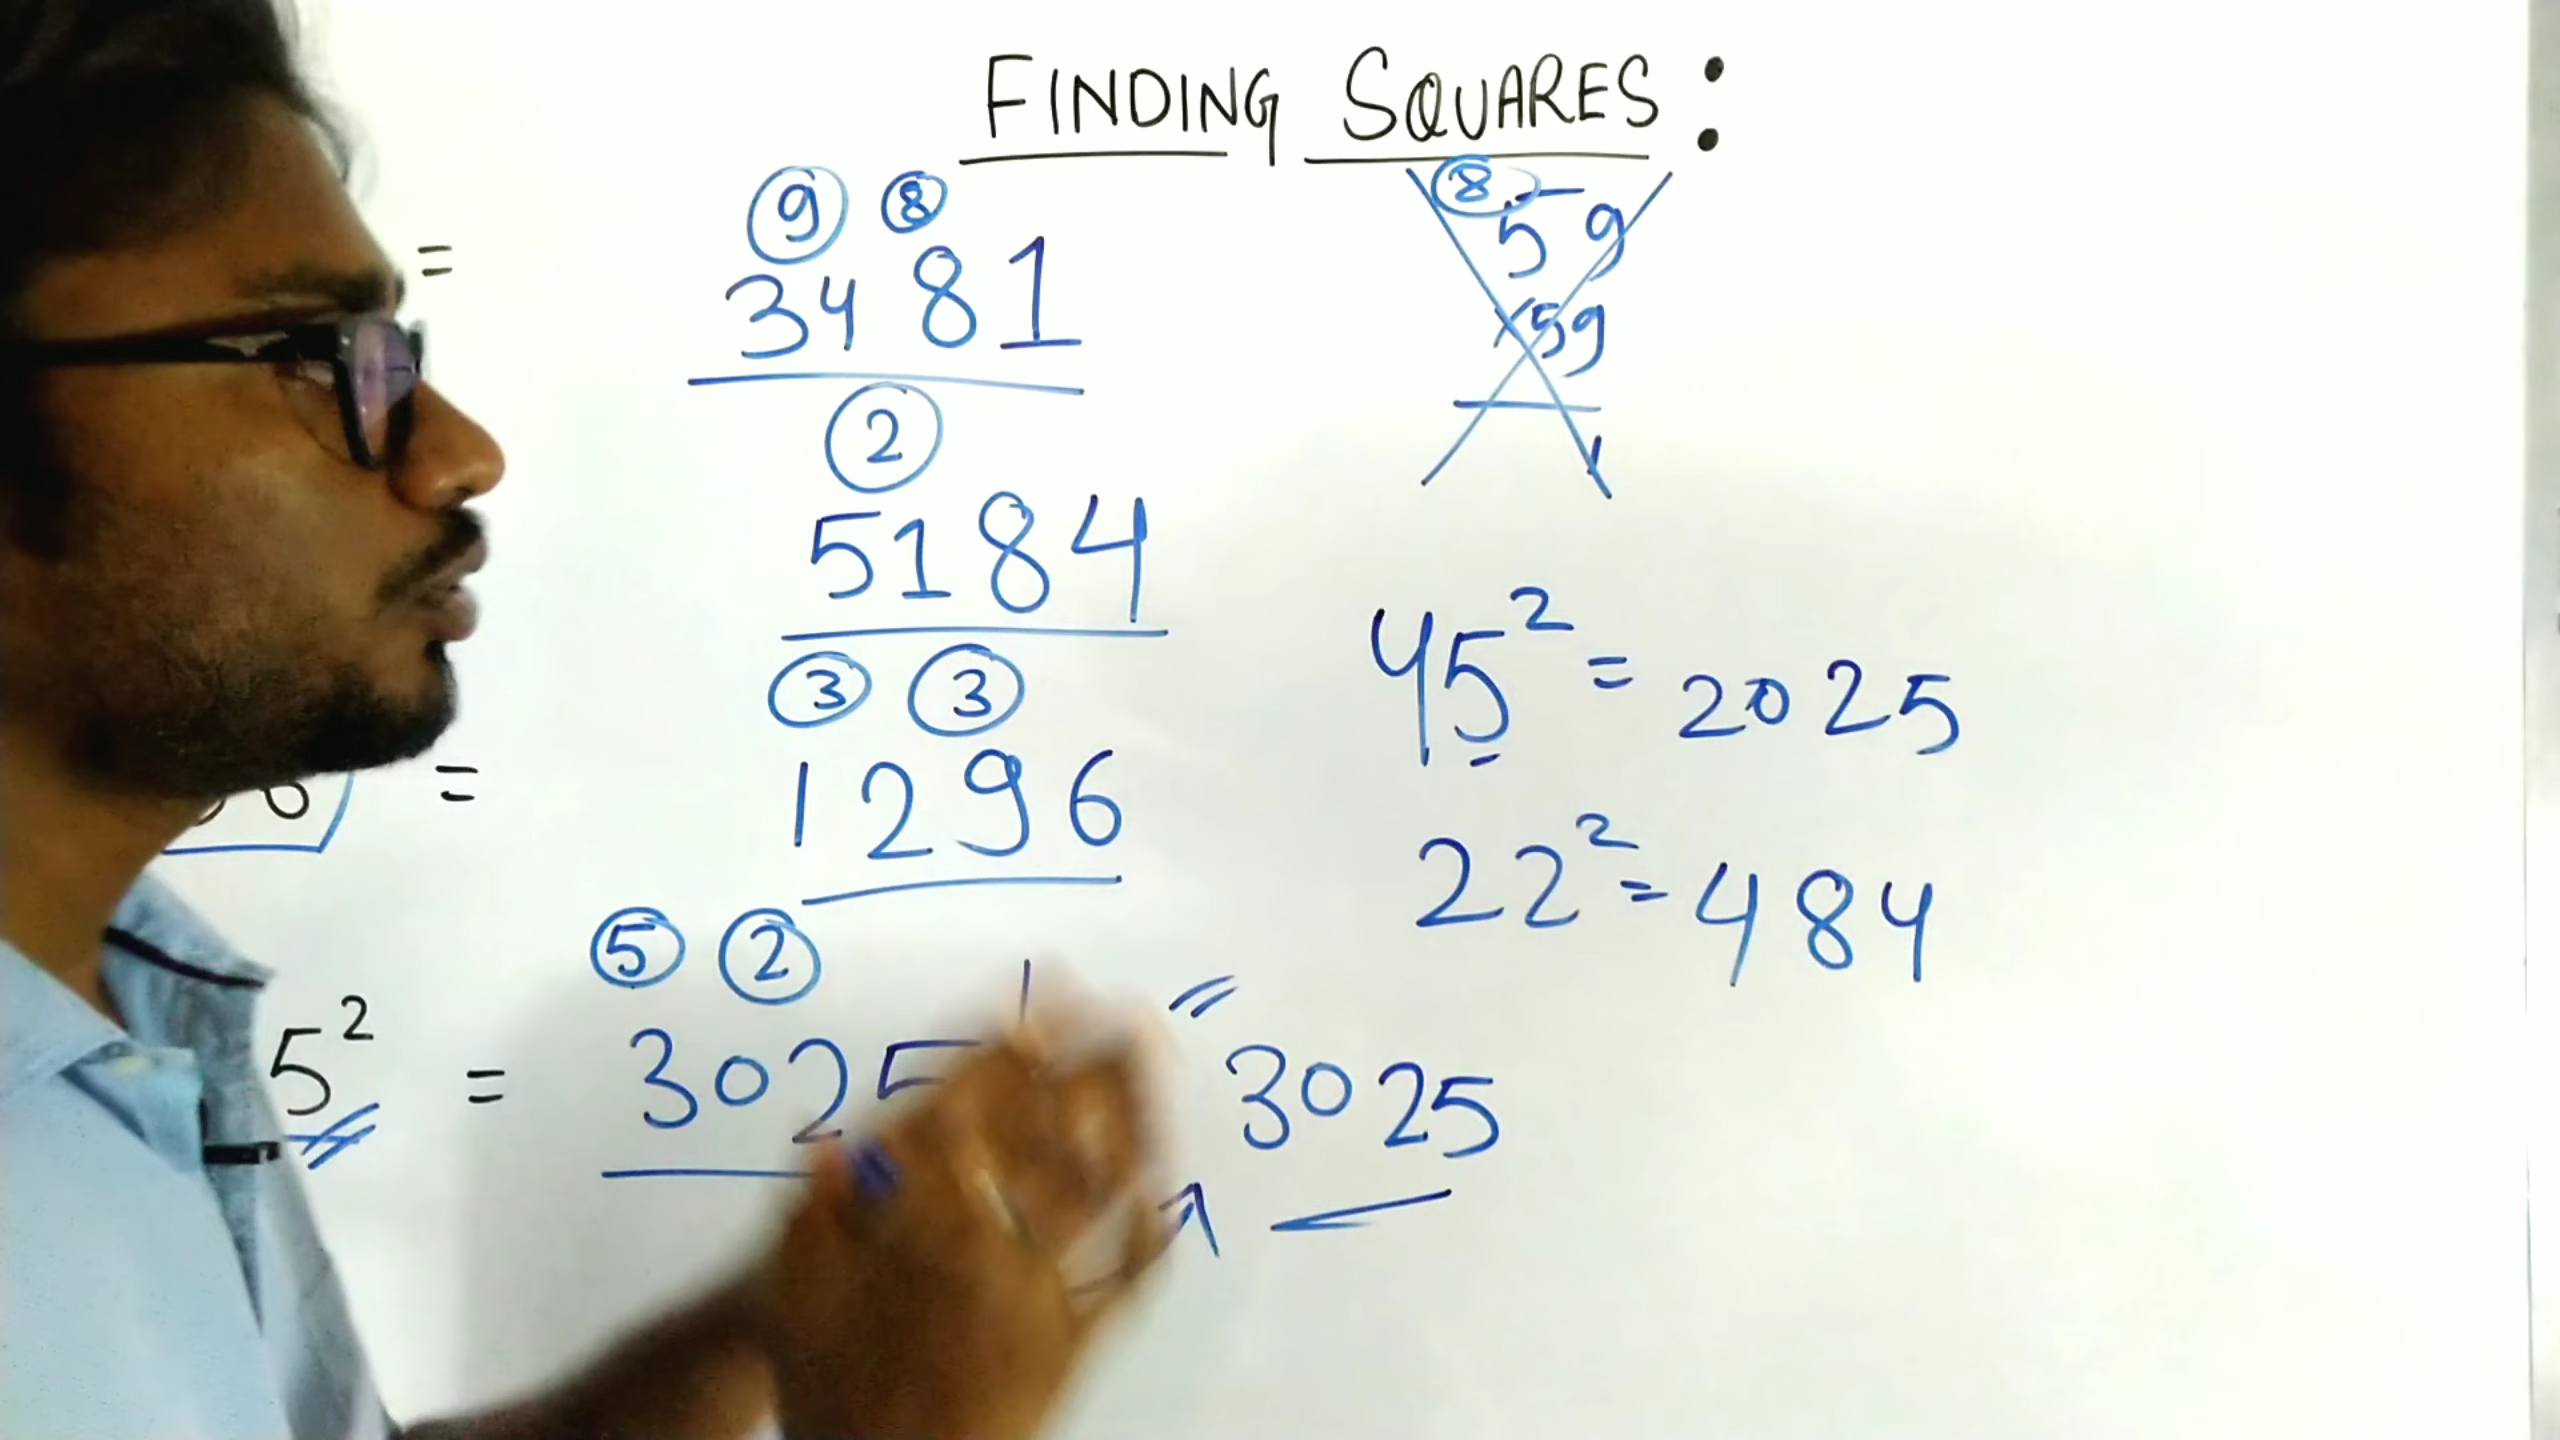 FINDING SQUARES :
9 8
= 3481
8
59
×59
1
2
5184
3 3
6 = 1296
45² = 2025
22² = 484
5 2
5² = 3025 3025